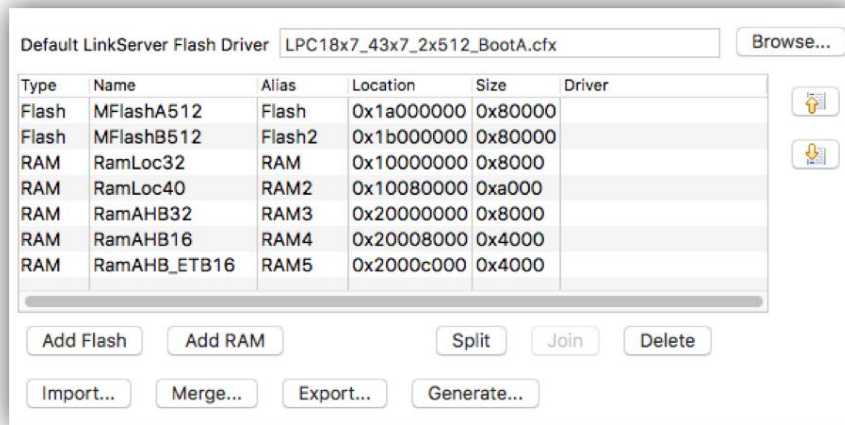 Default LinkServer Flash Driver LPC18x7_43x7_2x512_BootA.cfx Browse...
Type Name Alias Location Size Driver
Flash MFlashA512 Flash 0x1a000000 0x80000
Flash MFlashB512 Flash2 0x1b000000 0x80000
RAM RamLoc32 RAM 0x10000000 0x8000
RAM RamLoc40 RAM2 0x10080000 0xa000
RAM RamAHB32 RAM3 0x20000000 0x8000
RAM RamAHB16 RAM4 0x20008000 0x4000
RAM RamAHB_ETB16 RAM5 0x2000c000 0x4000
Add Flash Add RAM Split Join Delete
Import... Merge... Export... Generate...